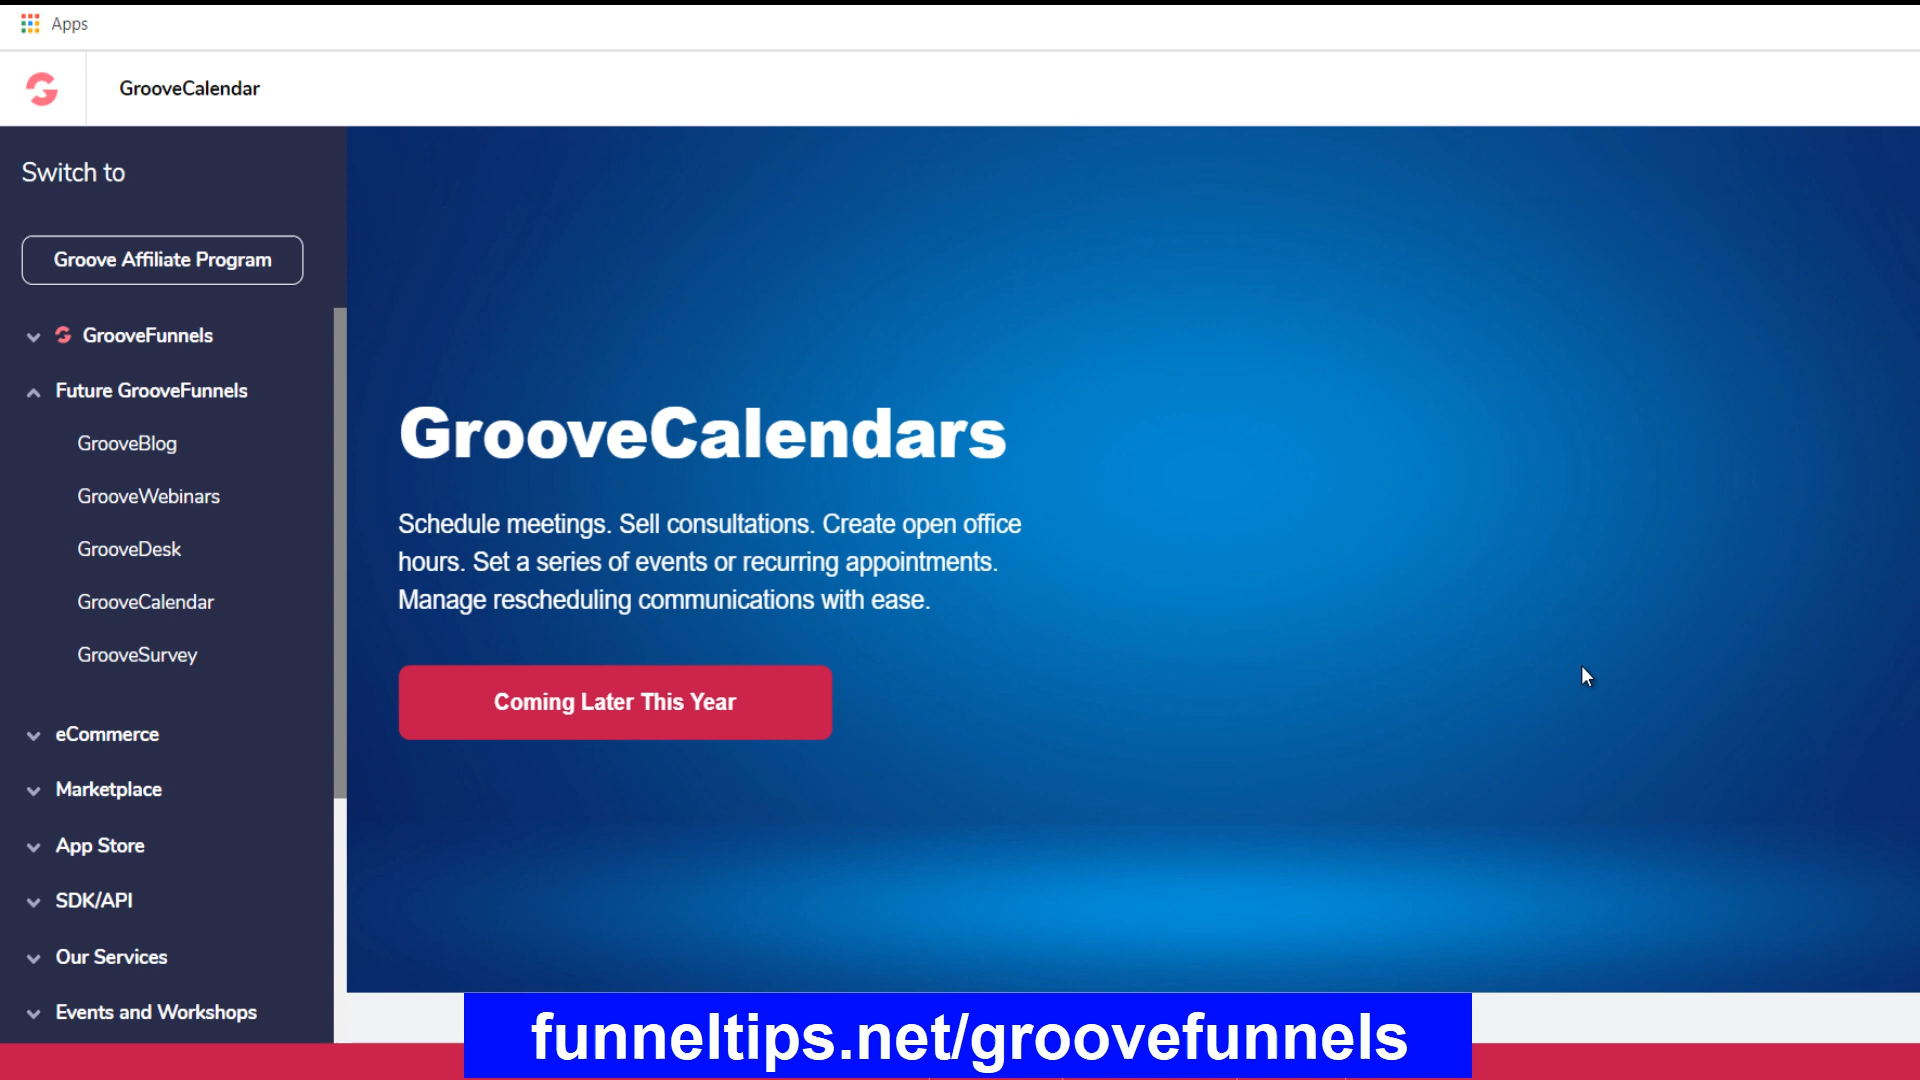 Apps
GrooveCalendar
Switch to
Groove Affiliate Program
GrooveFunnels
Future GrooveFunnels
GrooveBlog
GrooveWebinars
GrooveDesk
GrooveCalendar
GrooveSurvey
eCommerce
Marketplace
App Store
SDK/API
Our Services
Events and Workshops
GrooveCalendars
Schedule meetings. Sell consultations. Create open office
hours. Set a series of events or recurring appointments.
Manage rescheduling communications with ease.
Coming Later This Year
funneltips.net/groovefunnels